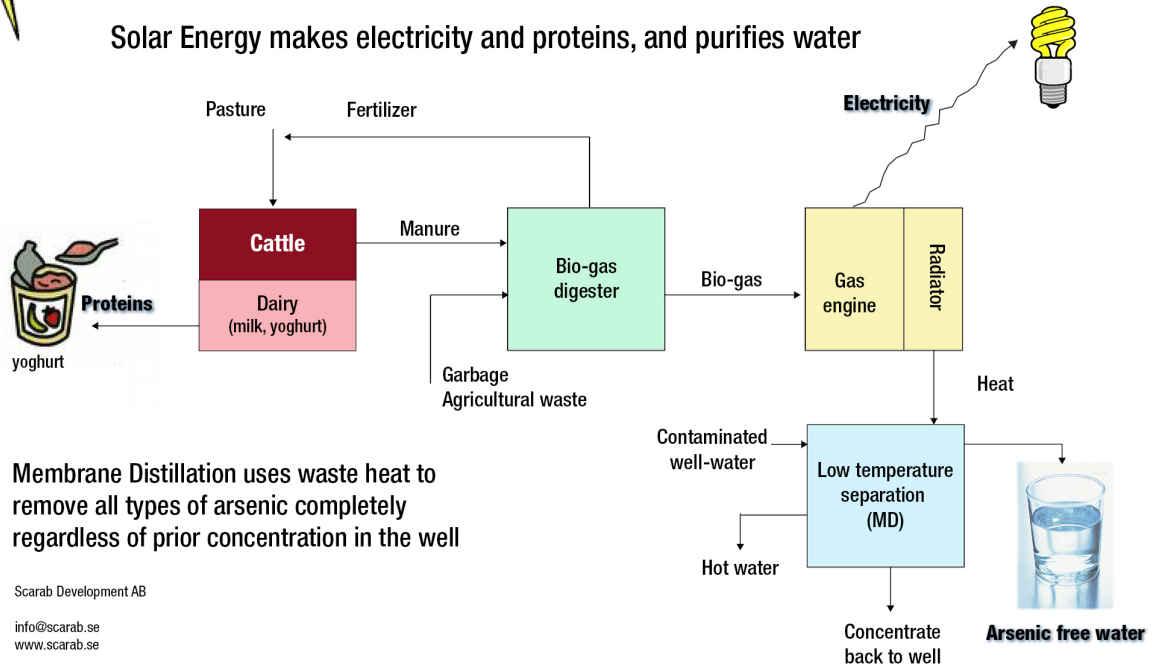 Solar Energy makes electricity and proteins, and purifies water
Pasture
Fertilizer
Electricity
Cattle
Manure
Dairy
(milk, yoghurt)
Proteins
yoghurt
Bio-gas
digester
Bio-gas
Gas
engine
Radiator
Garbage
Agricultural waste
Heat
Contaminated
well-water
Low temperature
separation
(MD)
Hot water
Concentrate
back to well
Arsenic free water
Membrane Distillation uses waste heat to
remove all types of arsenic completely
regardless of prior concentration in the well
Scarab Development AB
info@scarab.se
www.scarab.se